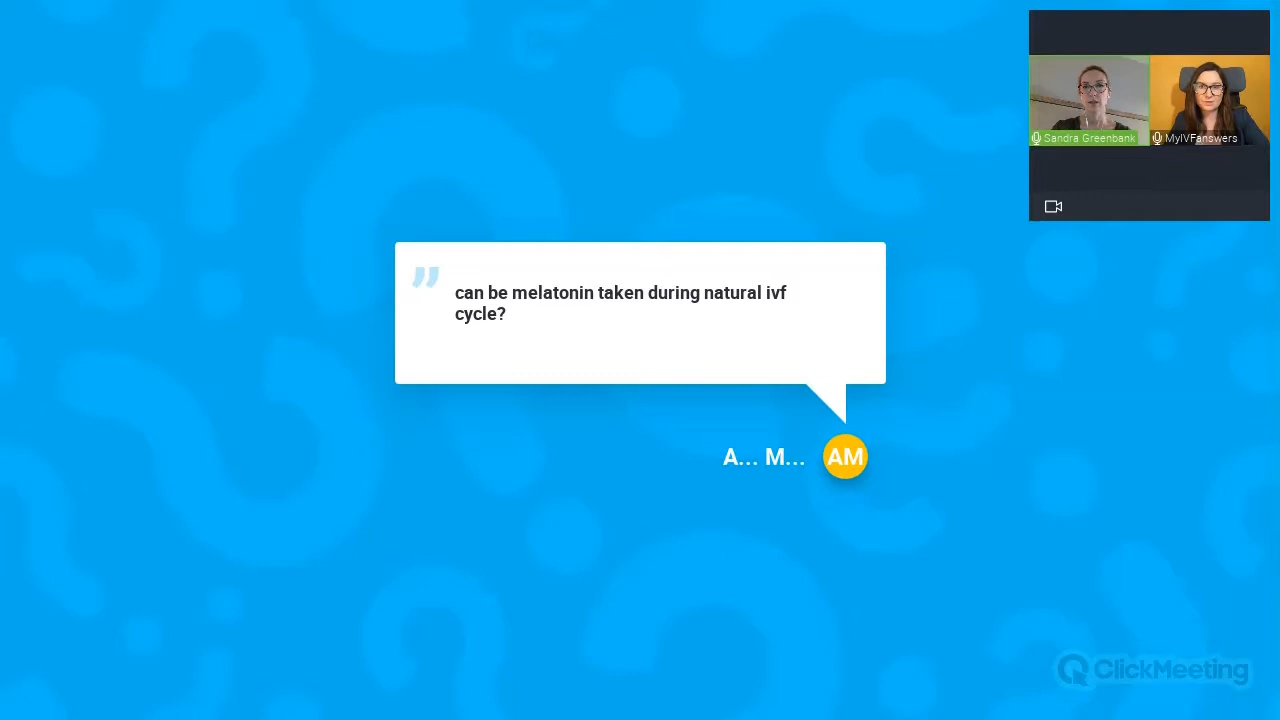 Sandra Greenbank
MyIVFanswers
”
can be melatonin taken during natural ivf
cycle?
A... M...
AM
ClickMeeting